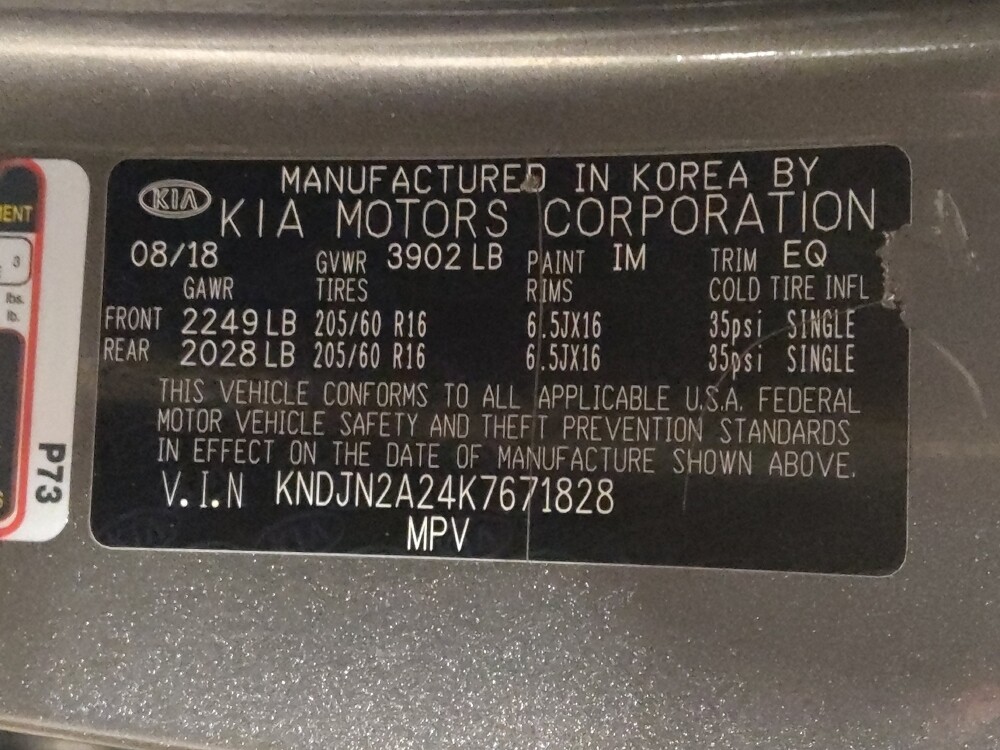 MANUFACTURED IN KOREA BY
KIA KIA MOTORS CORPORATION
08/18 GVWR 3902 LB PAINT IM TRIM EQ
GAWR TIRES RIMS COLD TIRE INFL
FRONT 2249 LB 205/60 R16 6.5JX16 35psi SINGLE
REAR 2028 LB 205/60 R16 6.5JX16 35psi SINGLE
THIS VEHICLE CONFORMS TO ALL APPLICABLE U.S.A. FEDERAL
MOTOR VEHICLE SAFETY AND THEFT PREVENTION STANDARDS
IN EFFECT ON THE DATE OF MANUFACTURE SHOWN ABOVE.
V.I.N KNDJN2A24K7671828
MPV
3
lbs.
lb.
P73